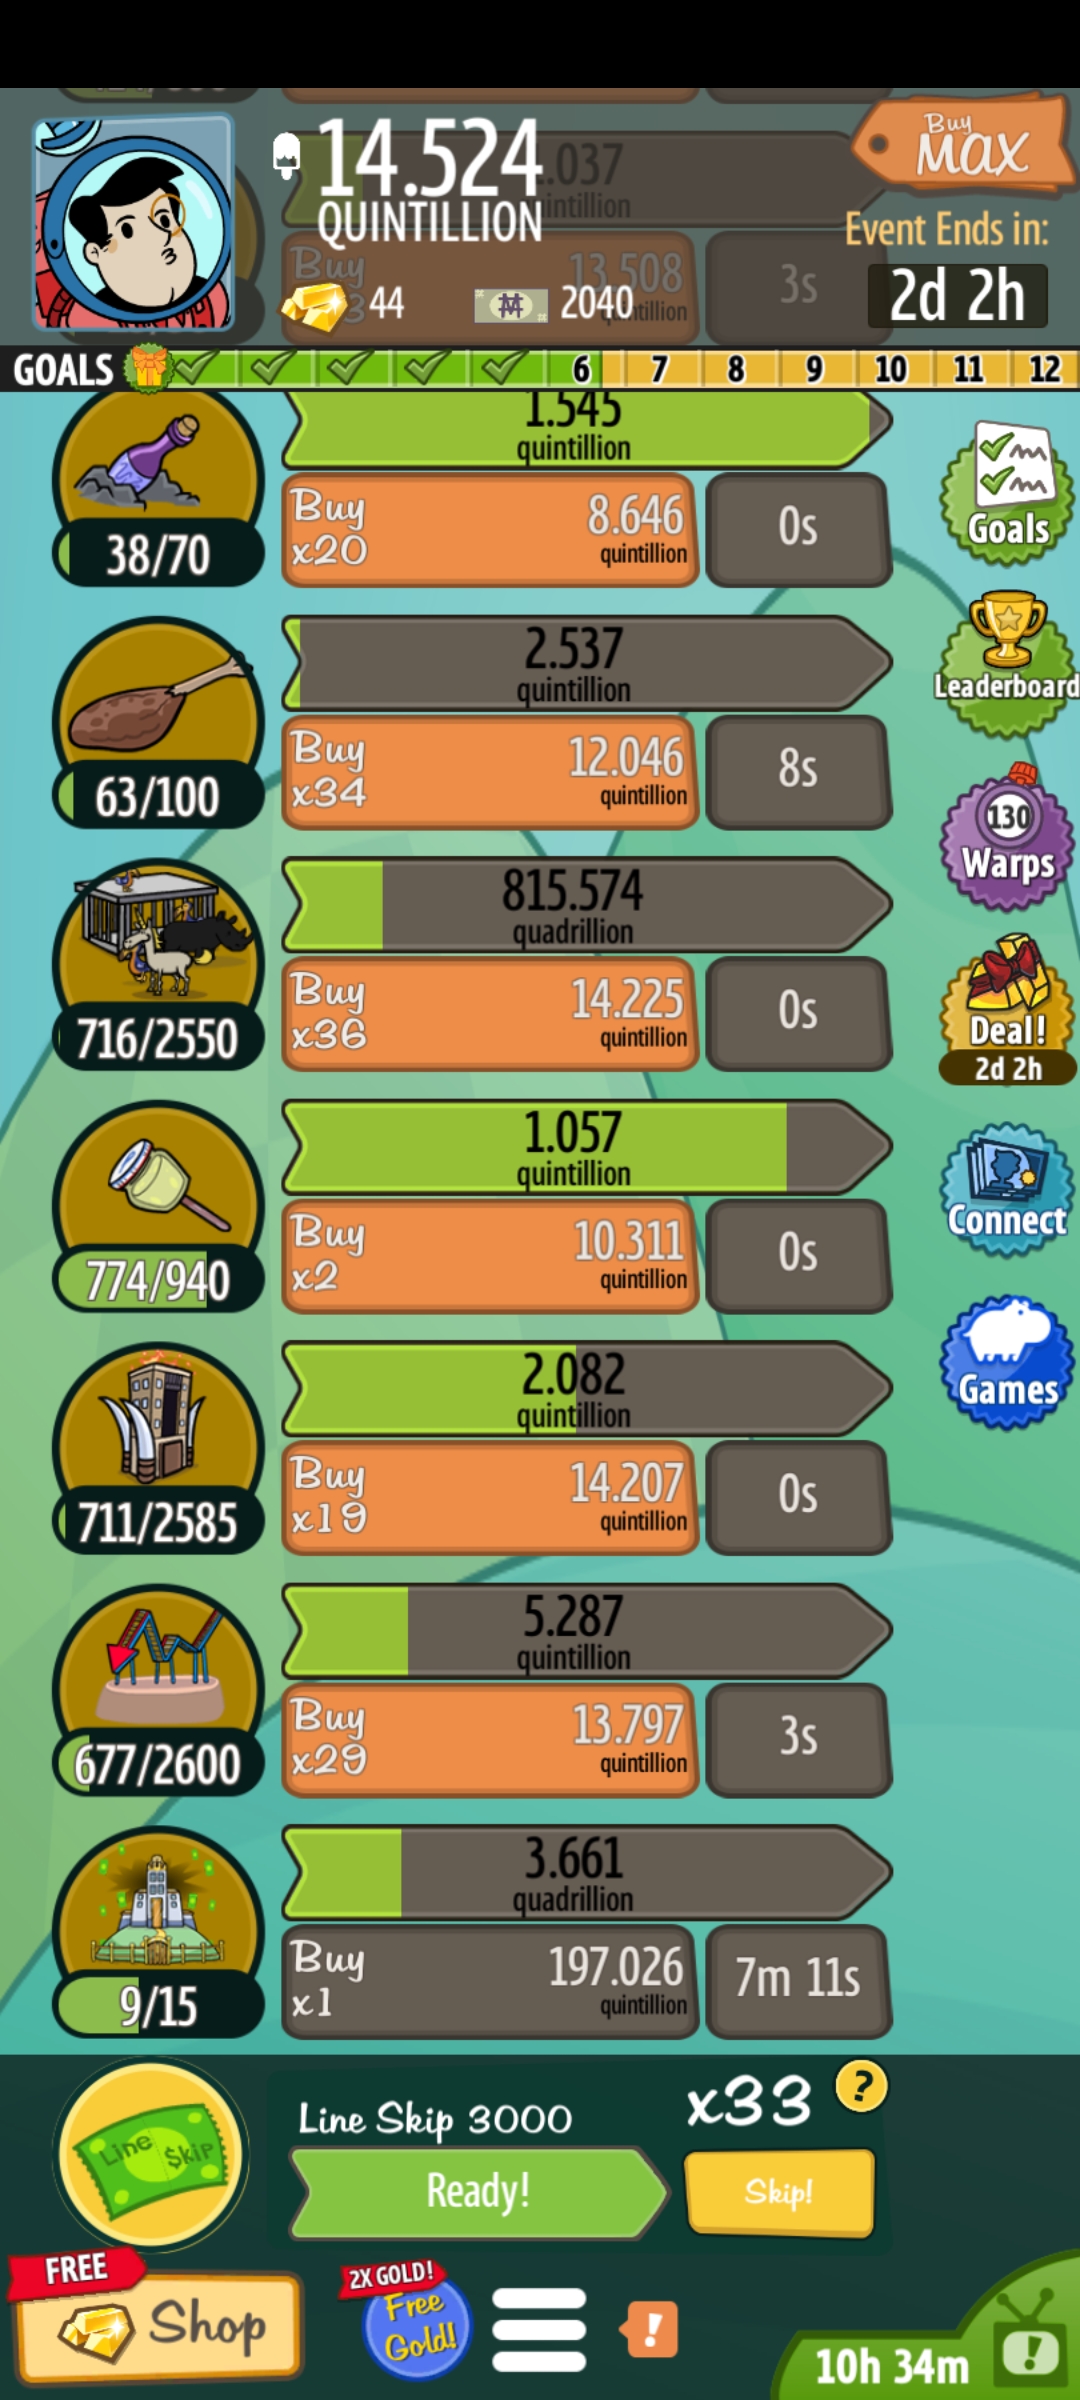 14.524
QUINTILLION
Buy
MAX
Event Ends in:
2d 2h
Buy
13.508
3s
44
2040
GOALS
6 7 8 9 10 11 12
1.545
quintillion
Buy
x20
8.646
quintillion
0s
38/70
Goals
2.537
quintillion
Buy
x34
12.046
quintillion
8s
63/100
Leaderboard
815.574
quadrillion
Buy
x36
14.225
quintillion
0s
716/2550
130
Warps
Deal!
2d 2h
1.057
quintillion
Buy
x2
10.311
quintillion
0s
774/940
Connect
2.082
quintillion
Buy
x19
14.207
quintillion
0s
711/2585
Games
5.287
quintillion
Buy
x29
13.797
quintillion
3s
677/2600
3.661
quadrillion
Buy
x1
197.026
quintillion
7m 11s
9/15
Line $kip
Line Skip 3000
x33
?
Ready!
Skip!
FREE
Shop
2X GOLD!
Free
Gold!
!
10h 34m
!